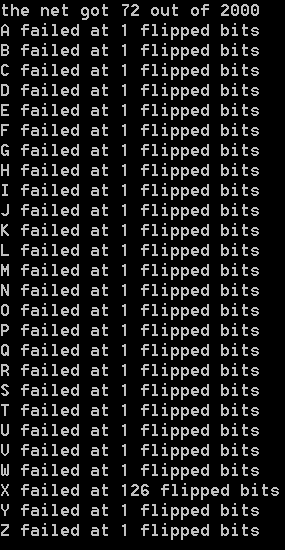 the net got 72 out of 2000
A failed at 1 flipped bits
B failed at 1 flipped bits
C failed at 1 flipped bits
D failed at 1 flipped bits
E failed at 1 flipped bits
F failed at 1 flipped bits
G failed at 1 flipped bits
H failed at 1 flipped bits
I failed at 1 flipped bits
J failed at 1 flipped bits
K failed at 1 flipped bits
L failed at 1 flipped bits
M failed at 1 flipped bits
N failed at 1 flipped bits
O failed at 1 flipped bits
P failed at 1 flipped bits
Q failed at 1 flipped bits
R failed at 1 flipped bits
S failed at 1 flipped bits
T failed at 1 flipped bits
U failed at 1 flipped bits
V failed at 1 flipped bits
W failed at 1 flipped bits
X failed at 126 flipped bits
Y failed at 1 flipped bits
Z failed at 1 flipped bits